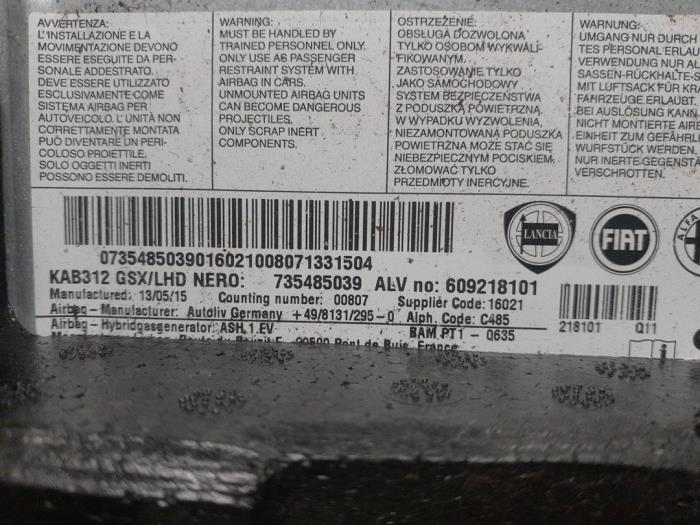 AVVERTENZA:
L'INSTALLAZIONE E LA
MOVIMENTAZIONE DEVONO
ESSERE ESEGUITE DA PER-
SONALE ADDESTRATO.
DEVE ESSERE UTILIZZATO
ESCLUSIVAMENTE COME
SISTEMA AIRBAG PER
AUTOVEICOLO. L'UNITÀ NON
CORRETTAMENTE MONTATA
PUÒ DIVENTARE UN PERI-
COLOSO PROIETTILE.
SOLO OGGETTI INERTI
POSSONO ESSERE DEMOLITI.
WARNING:
MUST BE HANDLED BY
TRAINED PERSONNEL ONLY.
ONLY USE AS PASSENGER
RESTRAINT SYSTEM WITH
AIRBAG IN CARS.
UNMOUNTED AIRBAG UNITS
CAN BECOME DANGEROUS
PROJECTILES.
ONLY SCRAP INERT
COMPONENTS.
OSTRZEŻENIE:
OBSŁUGA DOZWOLONA
TYLKO OSOBOM WYKWALI-
FIKOWANYM.
ZASTOSOWANIE TYLKO
JAKO SAMOCHODOWY
SYSTEM BEZPIECZEŃSTWA
Z PODUSZKĄ POWIETRZNĄ.
W WYPADKU WYZWOLENIA,
NIEZAMONTOWANA PODUSZKA
POWIETRZNA MOŻE STAĆ SIĘ
NIEBEZPIECZNYM POCISKIEM.
ZŁOMOWAĆ TYLKO
PRZEDMIOTY INERCYJNE.
WARNUNG:
UMGANG NUR DURCH
TES PERSONAL ERLAU
VERWENDUNG NUR AL
SASSEN-RÜCKHALTE-S
MIT LUFTSACK FÜR KRA
FAHRZEUGE ERLAUBT.
BEI AUSLÖSUNG KANN
NICHT MONTIERTE AIR
EINHEIT ZUM GEFÄHRL
WURFSTÜCK WERDEN.
NUR INERTE GEGENSTÄ
VERSCHROTTEN.
LANCIA
FIAT
0735485039016021008071331504
KAB312 GSX/LHD NERO: 735485039 ALV no: 609218101
Manufactured: 13/05/15 Counting number: 00807 Supplier Code: 16021
Airbag - Manufacturer: Autoliv Germany +49/8131/295-0 Alph. Code: C485
Airbag - Hybridgasgenerator: ASH 1.EV BAM PT1 - 0635
218101 Q11